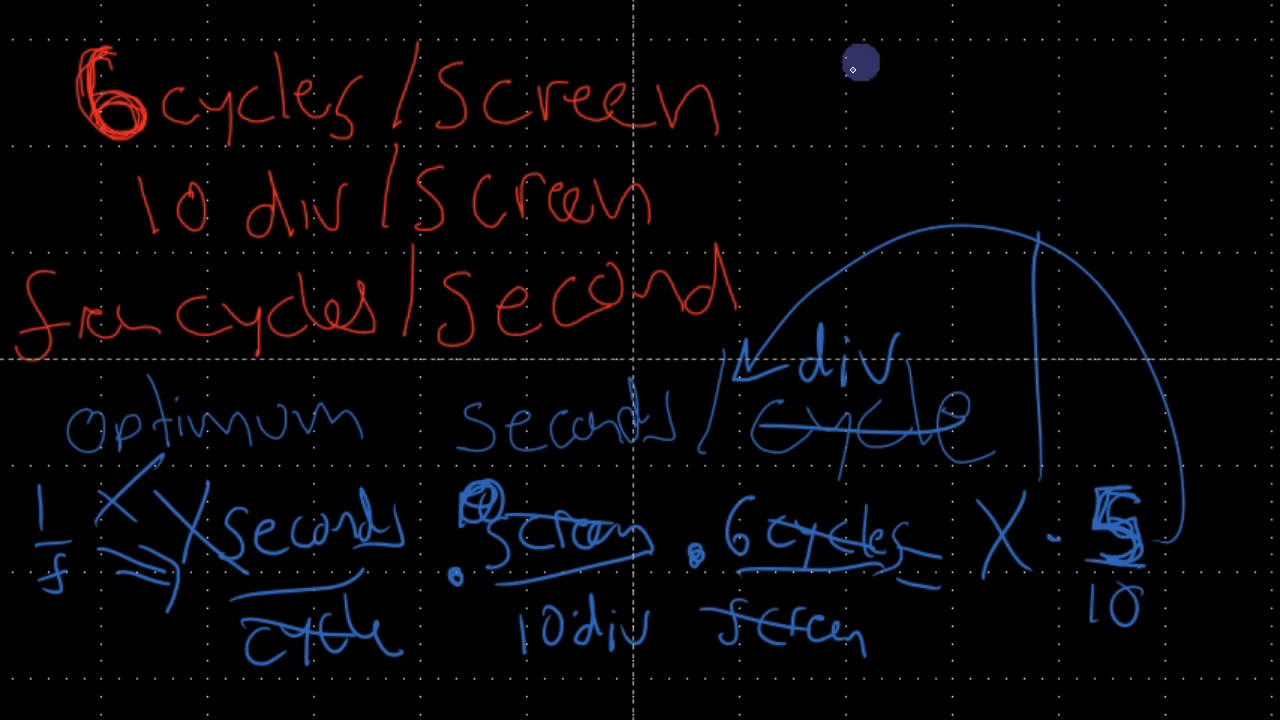 6 cycles/screen
10 div/screen
cycles/second
div
optimum seconds/cycle
1/f X ⇒ X seconds/cycle · screen/10 div · 6 cycles/screen = X · 5/10